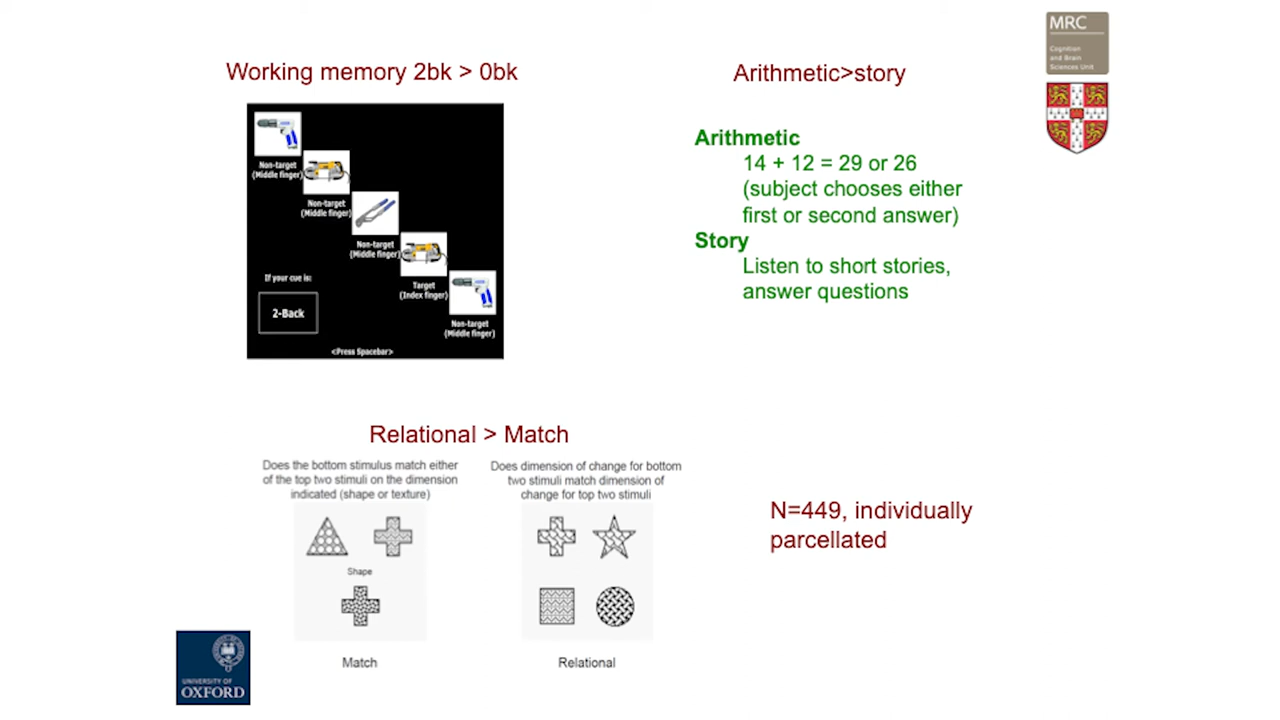 Working memory 2bk > 0bk
Non-target
(Middle finger)
Non-target
(Middle finger)
Non-target
(Middle finger)
Target
(Index finger)
Non-target
(Middle finger)
If your cue is:
2-Back
<Press Spacebar>
Arithmetic>story
Arithmetic
14 + 12 = 29 or 26
(subject chooses either
first or second answer)
Story
Listen to short stories,
answer questions
MRC
Cognition
and Brain
Sciences Unit
Relational > Match
Does the bottom stimulus match either
of the top two stimuli on the dimension
indicated (shape or texture)
Shape
Match
Does dimension of change for bottom
two stimuli match dimension of
change for top two stimuli
Relational
N=449, individually
parcellated
UNIVERSITY OF
OXFORD